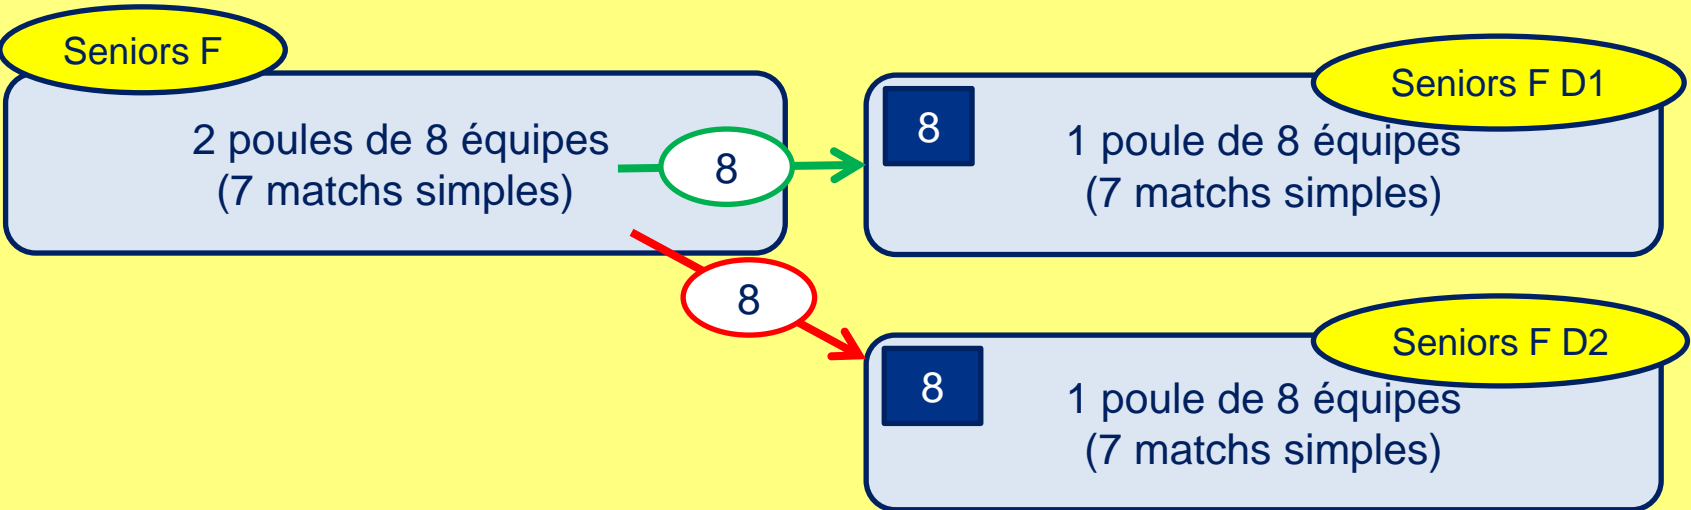 Seniors F
2 poules de 8 équipes
(7 matchs simples)
8
8
Seniors F D1
8
1 poule de 8 équipes
(7 matchs simples)
Seniors F D2
8
1 poule de 8 équipes
(7 matchs simples)